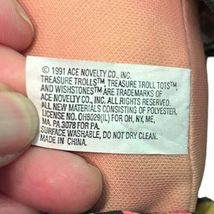 © 1991 ACE NOVELTY CO., INC.
TREASURE TROLLS™, TREASURE TROLL TOTS™
AND WISHSTONES™ ARE TRADEMARKS OF
ACE NOVELTY CO., INC. ALL RIGHTS RESERVED.
ALL NEW MATERIALS CONSISTING OF POLYESTER.
LICENSE NO. OH8029(IL) FOR OH, NY, ME,
MA. PA.3078 FOR PA.
SURFACE WASHABLE, DO NOT DRY CLEAN.
MADE IN CHINA.